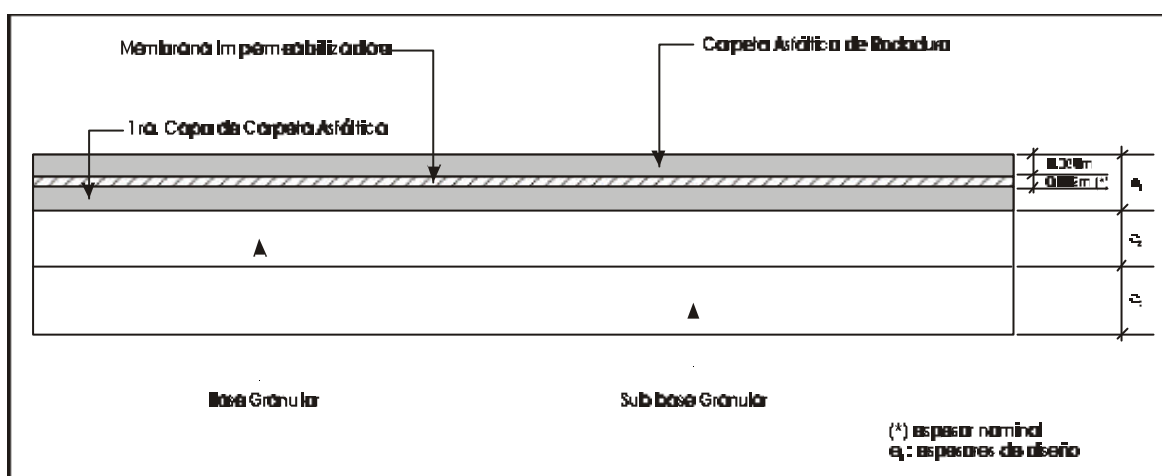 Membrana Impermeabilizadora
Carpeta Asfáltica de Rodadura
1ra. Capa de Carpeta Asfáltica
(*)
e
e
e
Base Granular
Sub base Granular
(*) espesor nominal
e : espesores de diseño